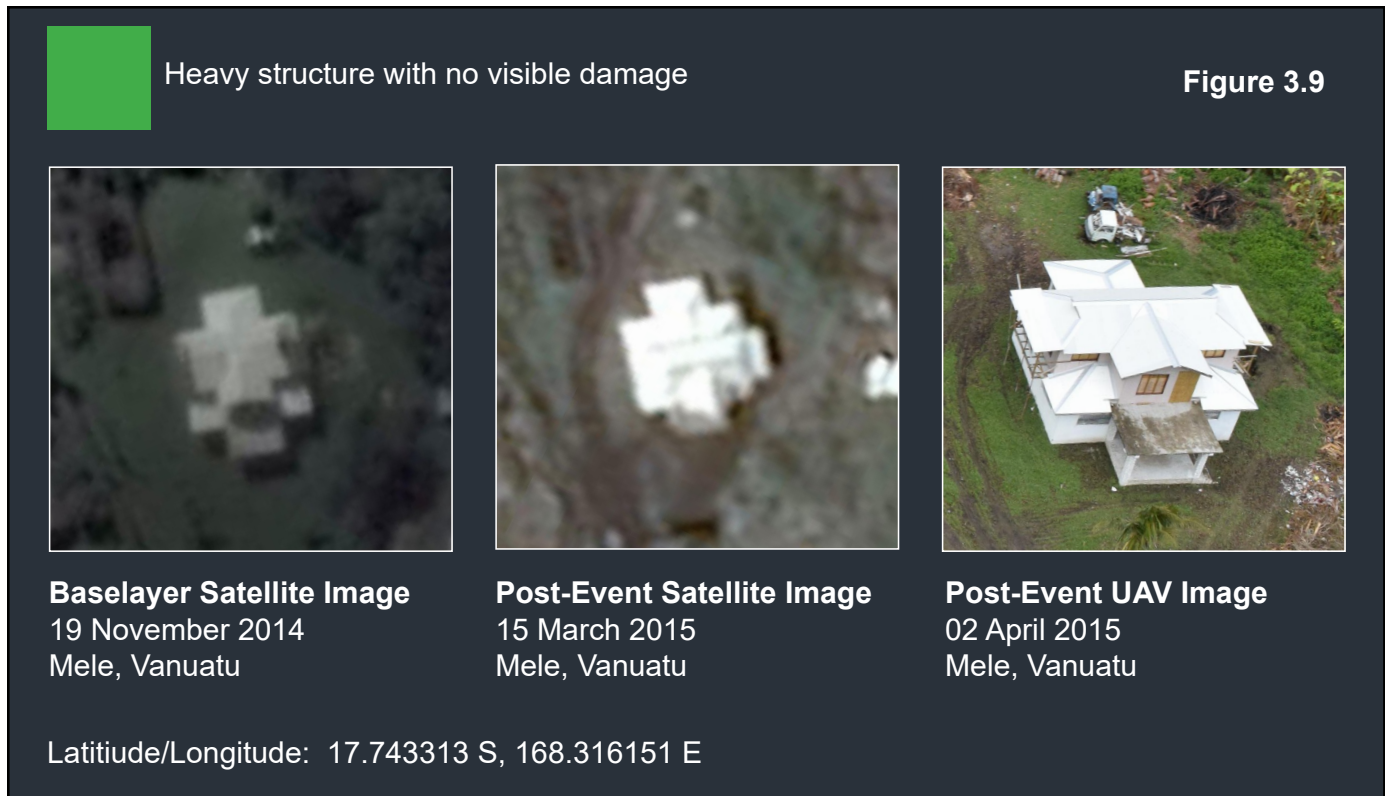 Heavy structure with no visible damage
Figure 3.9
Baselayer Satellite Image
19 November 2014
Mele, Vanuatu
Post-Event Satellite Image
15 March 2015
Mele, Vanuatu
Post-Event UAV Image
02 April 2015
Mele, Vanuatu
Latitiude/Longitude: 17.743313 S, 168.316151 E